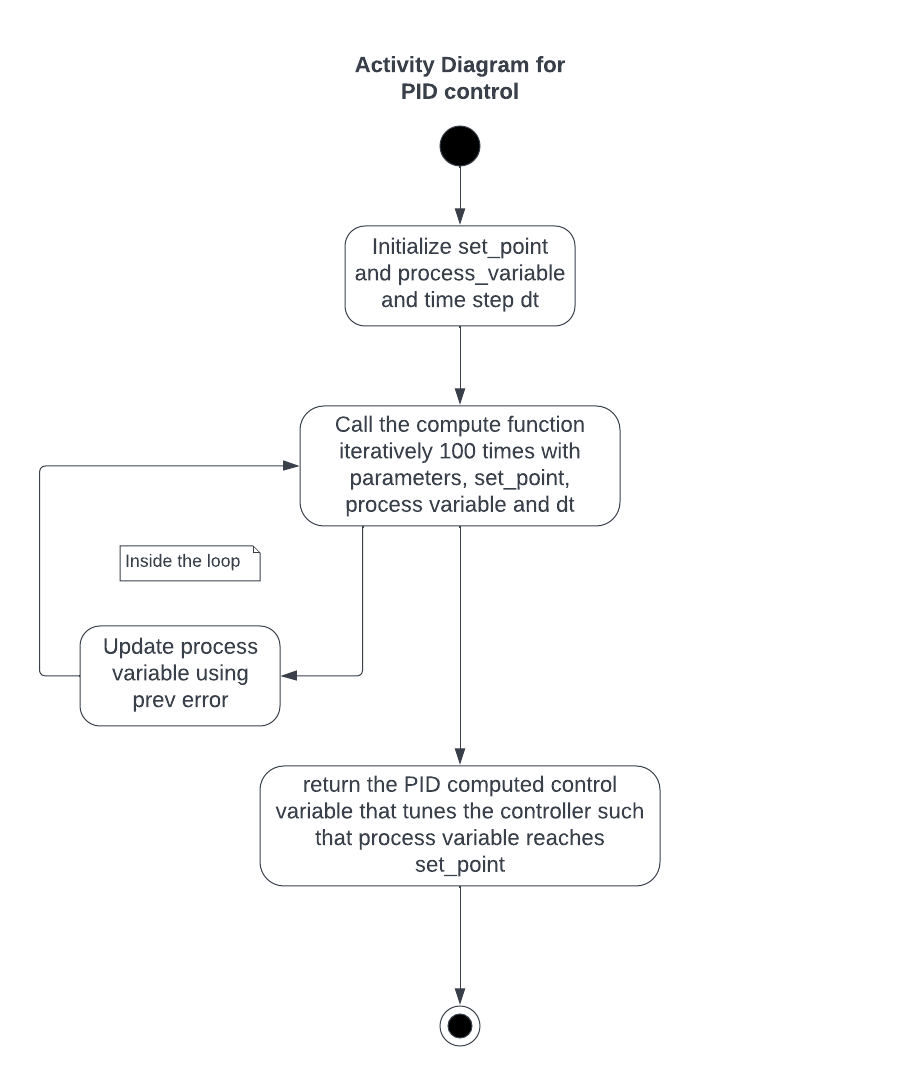 Activity Diagram for
PID control
Initialize set_point
and process_variable
and time step dt
Call the compute function
iteratively 100 times with
parameters, set_point,
process variable and dt
Inside the loop
Update process
variable using
prev error
return the PID computed control
variable that tunes the controller such
that process variable reaches
set_point